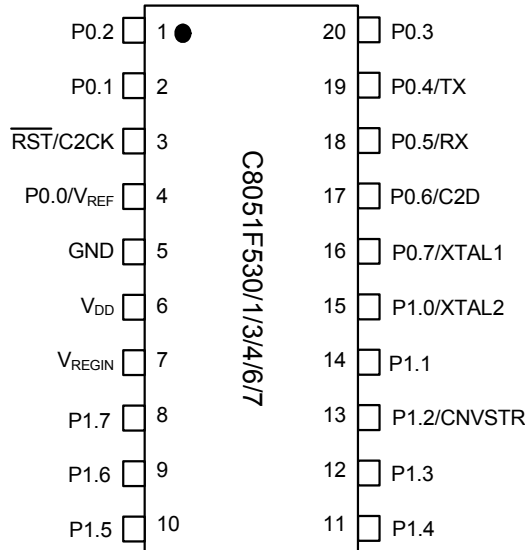 P0.2 1 20 P0.3
P0.1 2 19 P0.4/TX
RST/C2CK 3 18 P0.5/RX
P0.0/VREF 4 17 P0.6/C2D
GND 5 16 P0.7/XTAL1
VDD 6 15 P1.0/XTAL2
VREGIN 7 14 P1.1
P1.7 8 13 P1.2/CNVSTR
P1.6 9 12 P1.3
P1.5 10 11 P1.4
C8051F530/1/3/4/6/7